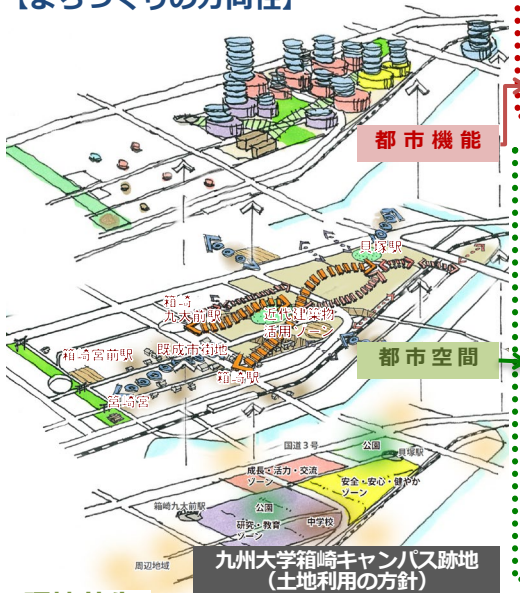 【まちづくりの方向性】
都市機能
貝塚駅
箱崎
九大前駅
近代建築物
活用ゾーン
箱崎宮前駅
既成市街地
箱崎駅
筥崎宮
都市空間
国道3号
公園
貝塚駅
成長・活力・交流
ゾーン
安全・安心・健やか
ゾーン
箱崎九大前駅
公園
研究・教育
ゾーン
中学校
周辺地域
九州大学箱崎キャンパス跡地
（土地利用の方針）